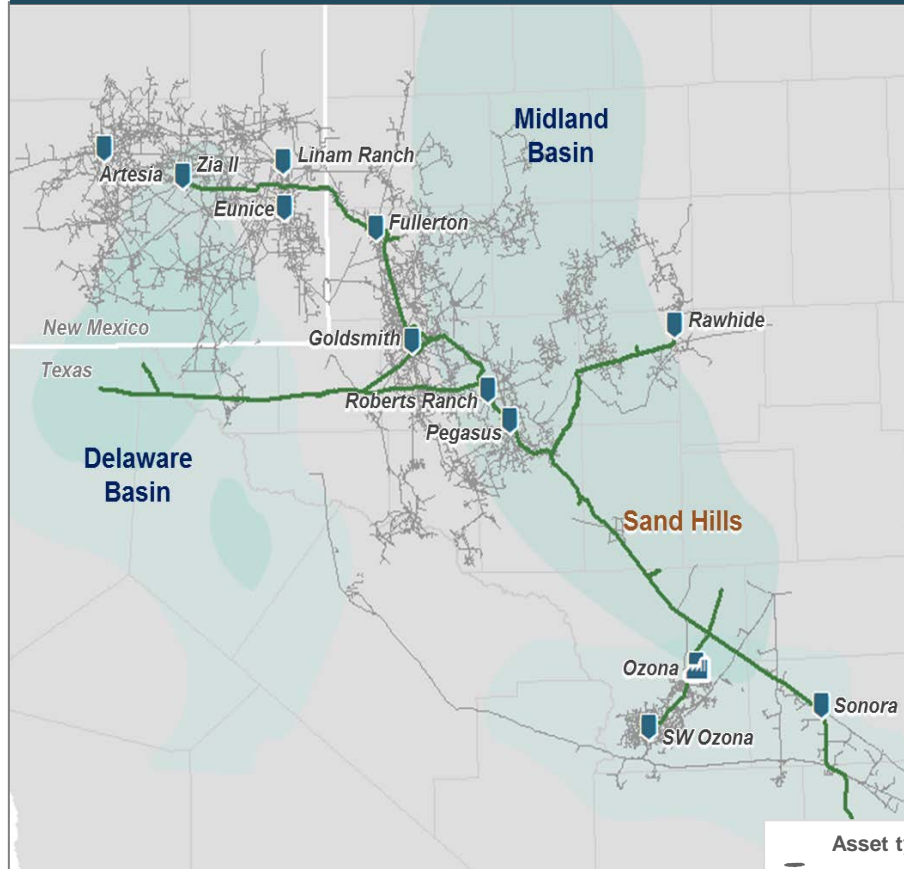 Midland
Basin
Linam Ranch
Zia II
Artesia
Eunice
Fullerton
Rawhide
New Mexico
Goldsmith
Texas
Roberts Ranch
Pegasus
Delaware
Basin
Sand Hills
Ozona
Sonora
SW Ozona
Asset